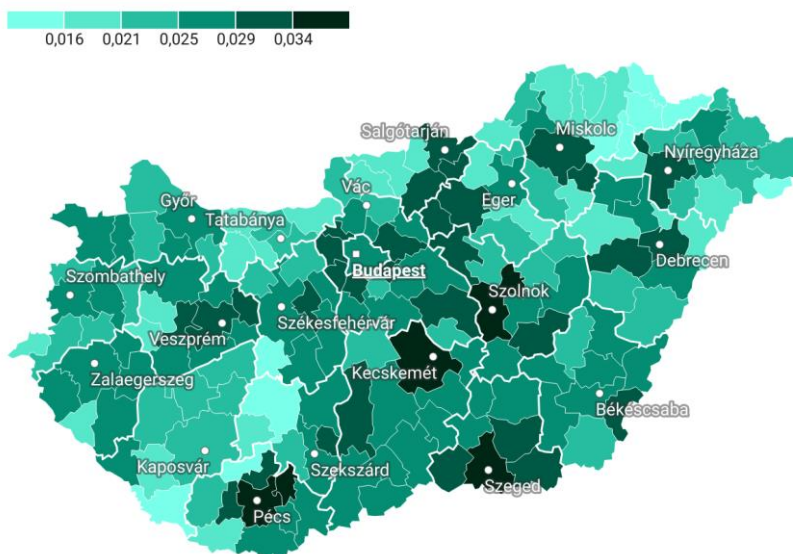 0,016 0,021 0,025 0,029 0,034
Salgótarján
Miskolc
Nyíregyháza
Vác
Eger
Győr
Tatabánya
Debrecen
Budapest
Szombathely
Szolnok
Székesfehérvár
Veszprém
Kecskemét
Zalaegerszeg
Békéscsaba
Kaposvár
Szekszárd
Szeged
Pécs